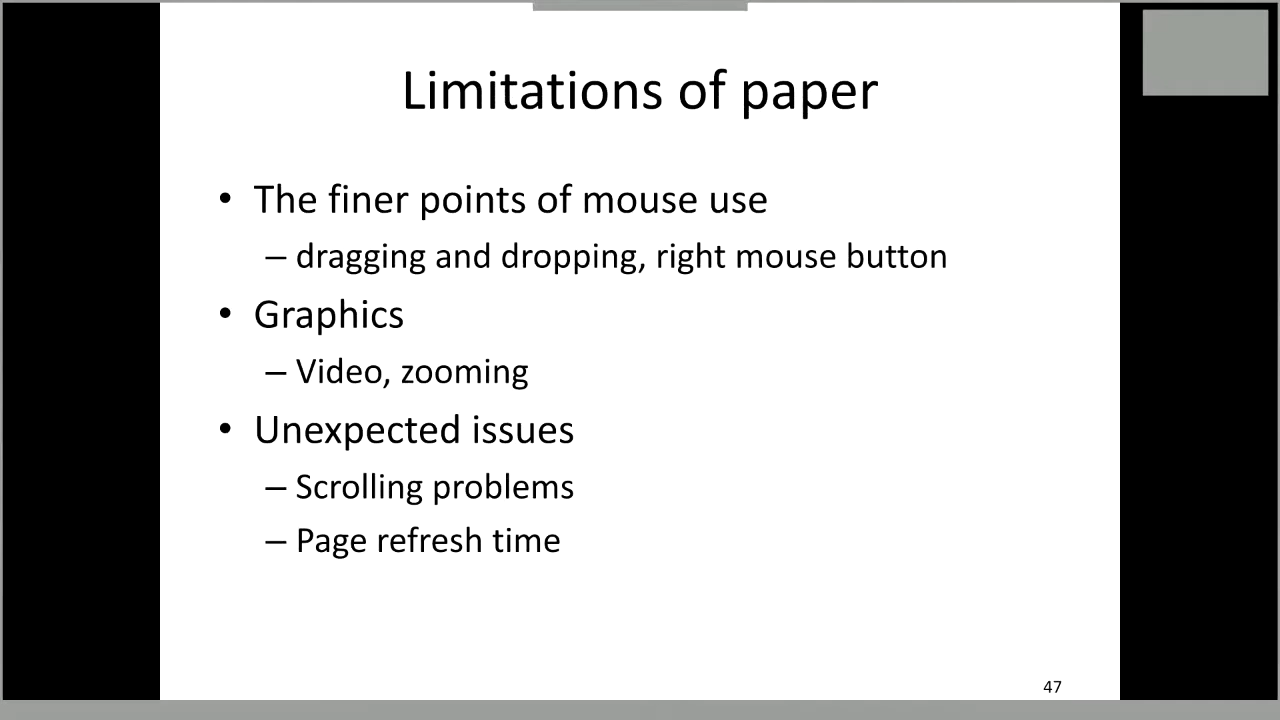 Limitations of paper
• The finer points of mouse use
– dragging and dropping, right mouse button
• Graphics
– Video, zooming
• Unexpected issues
– Scrolling problems
– Page refresh time
47